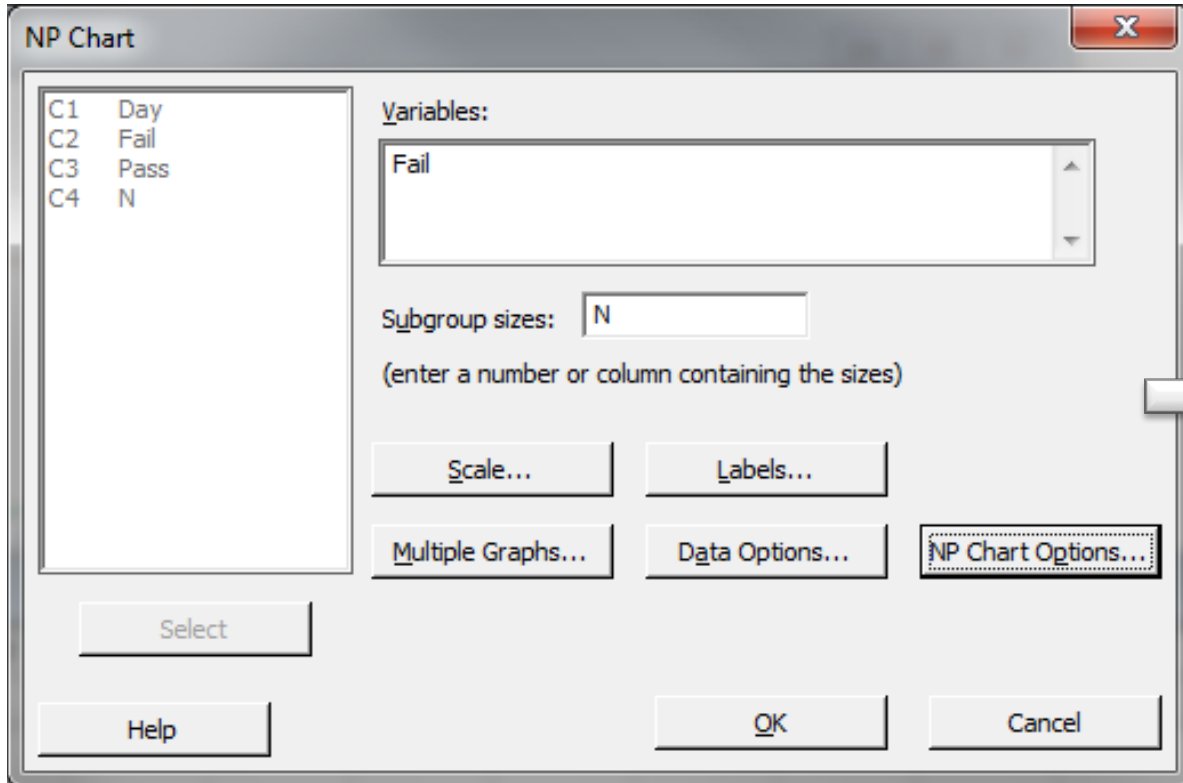 NP Chart
C1 Day
C2 Fail
C3 Pass
C4 N
Variables:
Fail
Subgroup sizes: N
(enter a number or column containing the sizes)
Scale... Labels...
Multiple Graphs... Data Options... NP Chart Options...
Select
Help OK Cancel